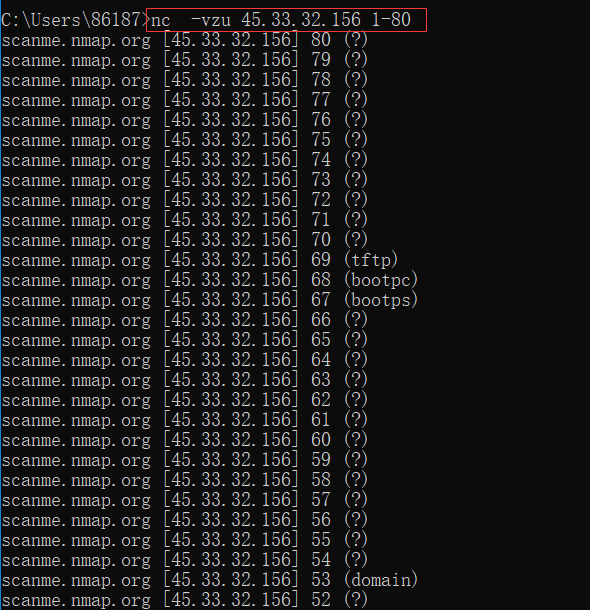 C:\Users\86187>nc  -vzu 45.33.32.156 1-80
scanme.nmap.org [45.33.32.156] 80 (?)
scanme.nmap.org [45.33.32.156] 79 (?)
scanme.nmap.org [45.33.32.156] 78 (?)
scanme.nmap.org [45.33.32.156] 77 (?)
scanme.nmap.org [45.33.32.156] 76 (?)
scanme.nmap.org [45.33.32.156] 75 (?)
scanme.nmap.org [45.33.32.156] 74 (?)
scanme.nmap.org [45.33.32.156] 73 (?)
scanme.nmap.org [45.33.32.156] 72 (?)
scanme.nmap.org [45.33.32.156] 71 (?)
scanme.nmap.org [45.33.32.156] 70 (?)
scanme.nmap.org [45.33.32.156] 69 (tftp)
scanme.nmap.org [45.33.32.156] 68 (bootpc)
scanme.nmap.org [45.33.32.156] 67 (bootps)
scanme.nmap.org [45.33.32.156] 66 (?)
scanme.nmap.org [45.33.32.156] 65 (?)
scanme.nmap.org [45.33.32.156] 64 (?)
scanme.nmap.org [45.33.32.156] 63 (?)
scanme.nmap.org [45.33.32.156] 62 (?)
scanme.nmap.org [45.33.32.156] 61 (?)
scanme.nmap.org [45.33.32.156] 60 (?)
scanme.nmap.org [45.33.32.156] 59 (?)
scanme.nmap.org [45.33.32.156] 58 (?)
scanme.nmap.org [45.33.32.156] 57 (?)
scanme.nmap.org [45.33.32.156] 56 (?)
scanme.nmap.org [45.33.32.156] 55 (?)
scanme.nmap.org [45.33.32.156] 54 (?)
scanme.nmap.org [45.33.32.156] 53 (domain)
scanme.nmap.org [45.33.32.156] 52 (?)